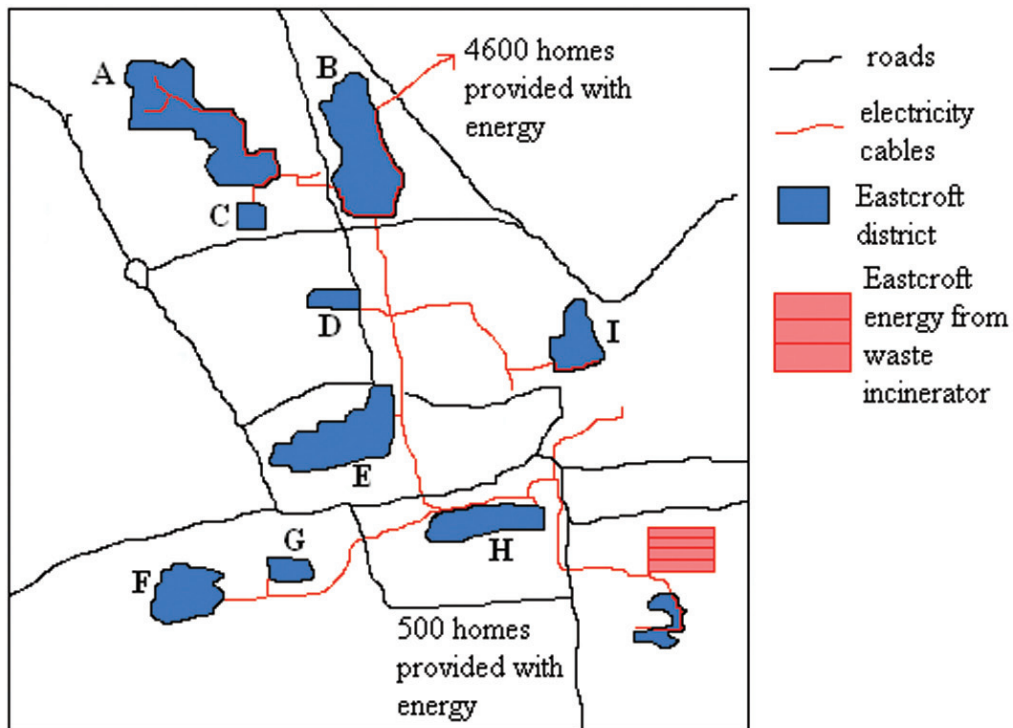 A
B
4600 homes
provided with
energy
C
D
I
E
G
F
H
500 homes
provided with
energy
roads
electricity
cables
Eastcroft
district
Eastcroft
energy from
waste
incinerator